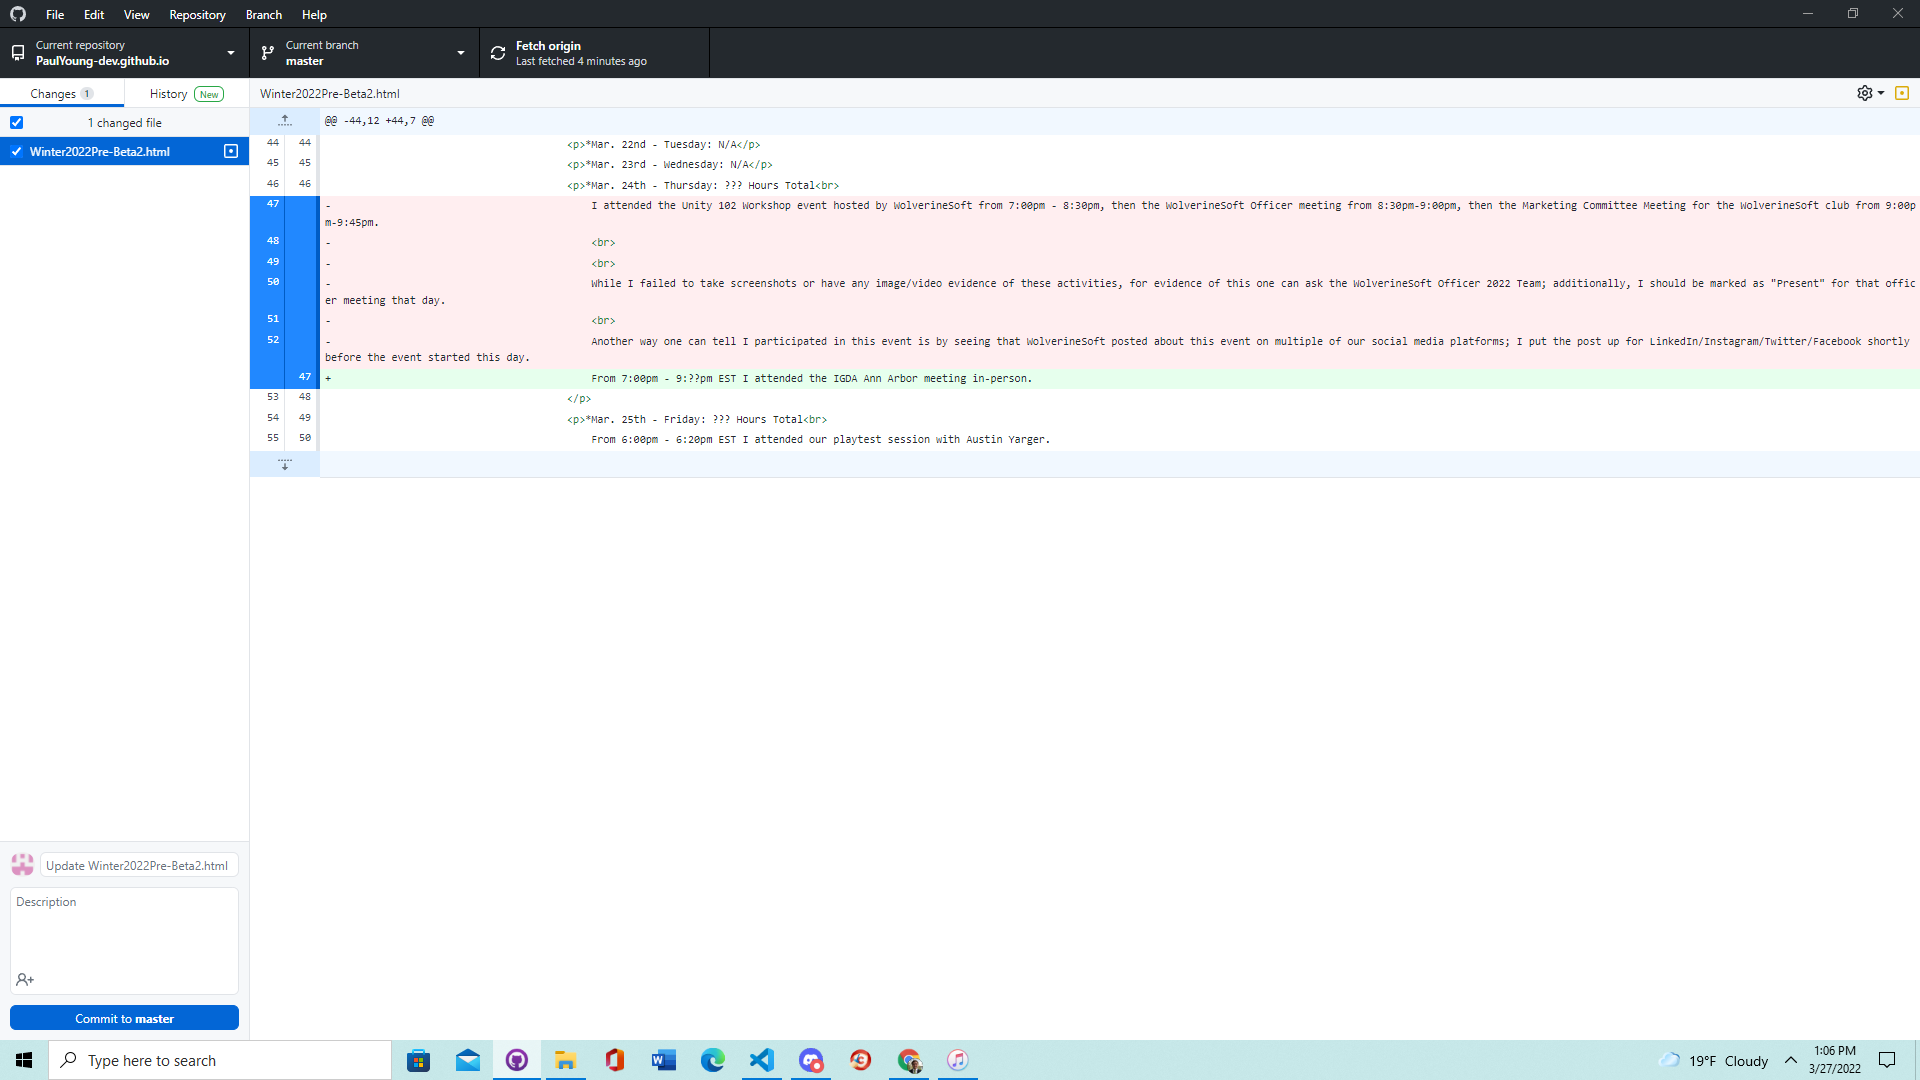 File Edit View Repository Branch Help
Current repository
PaulYoung-dev.github.io
Current branch
master
Fetch origin
Last fetched 4 minutes ago
Changes 1 History New
Winter2022Pre-Beta2.html
1 changed file
Winter2022Pre-Beta2.html
@@ -44,12 +44,7 @@
44 44 <p>*Mar. 22nd - Tuesday: N/A</p>
45 45 <p>*Mar. 23rd - Wednesday: N/A</p>
46 46 <p>*Mar. 24th - Thursday: ??? Hours Total<br>
47 - I attended the Unity 102 Workshop event hosted by WolverineSoft from 7:00pm - 8:30pm, then the WolverineSoft Officer meeting from 8:30pm-9:00pm, then the Marketing Committee Meeting for the WolverineSoft club from 9:00p
m-9:45pm.
48 - <br>
49 - <br>
50 - While I failed to take screenshots or have any image/video evidence of these activities, for evidence of this one can ask the WolverineSoft Officer 2022 Team; additionally, I should be marked as "Present" for that offic
er meeting that day.
51 - <br>
52 - Another way one can tell I participated in this event is by seeing that WolverineSoft posted about this event on multiple of our social media platforms; I put the post up for LinkedIn/Instagram/Twitter/Facebook shortly
before the event started this day.
47 + From 7:00pm - 9:??pm EST I attended the IGDA Ann Arbor meeting in-person.
53 48 </p>
54 49 <p>*Mar. 25th - Friday: ??? Hours Total<br>
55 50 From 6:00pm - 6:20pm EST I attended our playtest session with Austin Yarger.
Update Winter2022Pre-Beta2.html
Description
Commit to master
Type here to search
19°F Cloudy
1:06 PM
3/27/2022